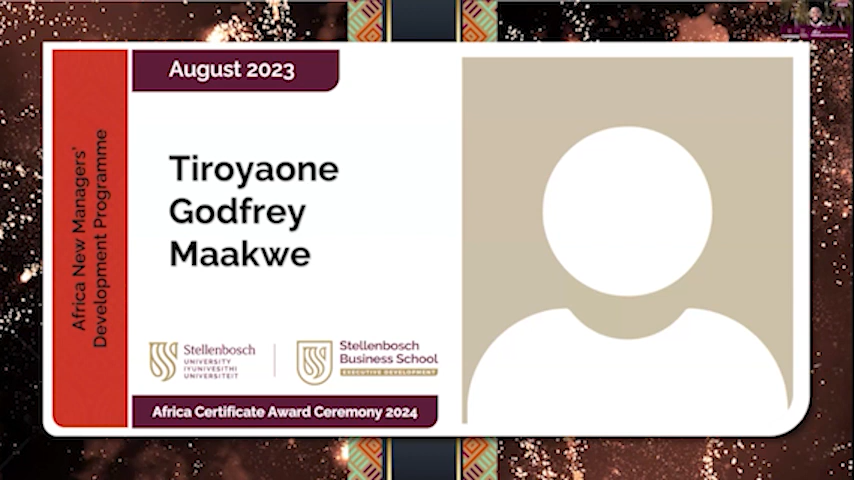 August 2023
Africa New Managers'
Development Programme
Tiroyaone
Godfrey
Maakwe
Stellenbosch
UNIVERSITY
IYUNIVESITHI
UNIVERSITEIT
Stellenbosch
Business School
EXECUTIVE DEVELOPMENT
Africa Certificate Award Ceremony 2024